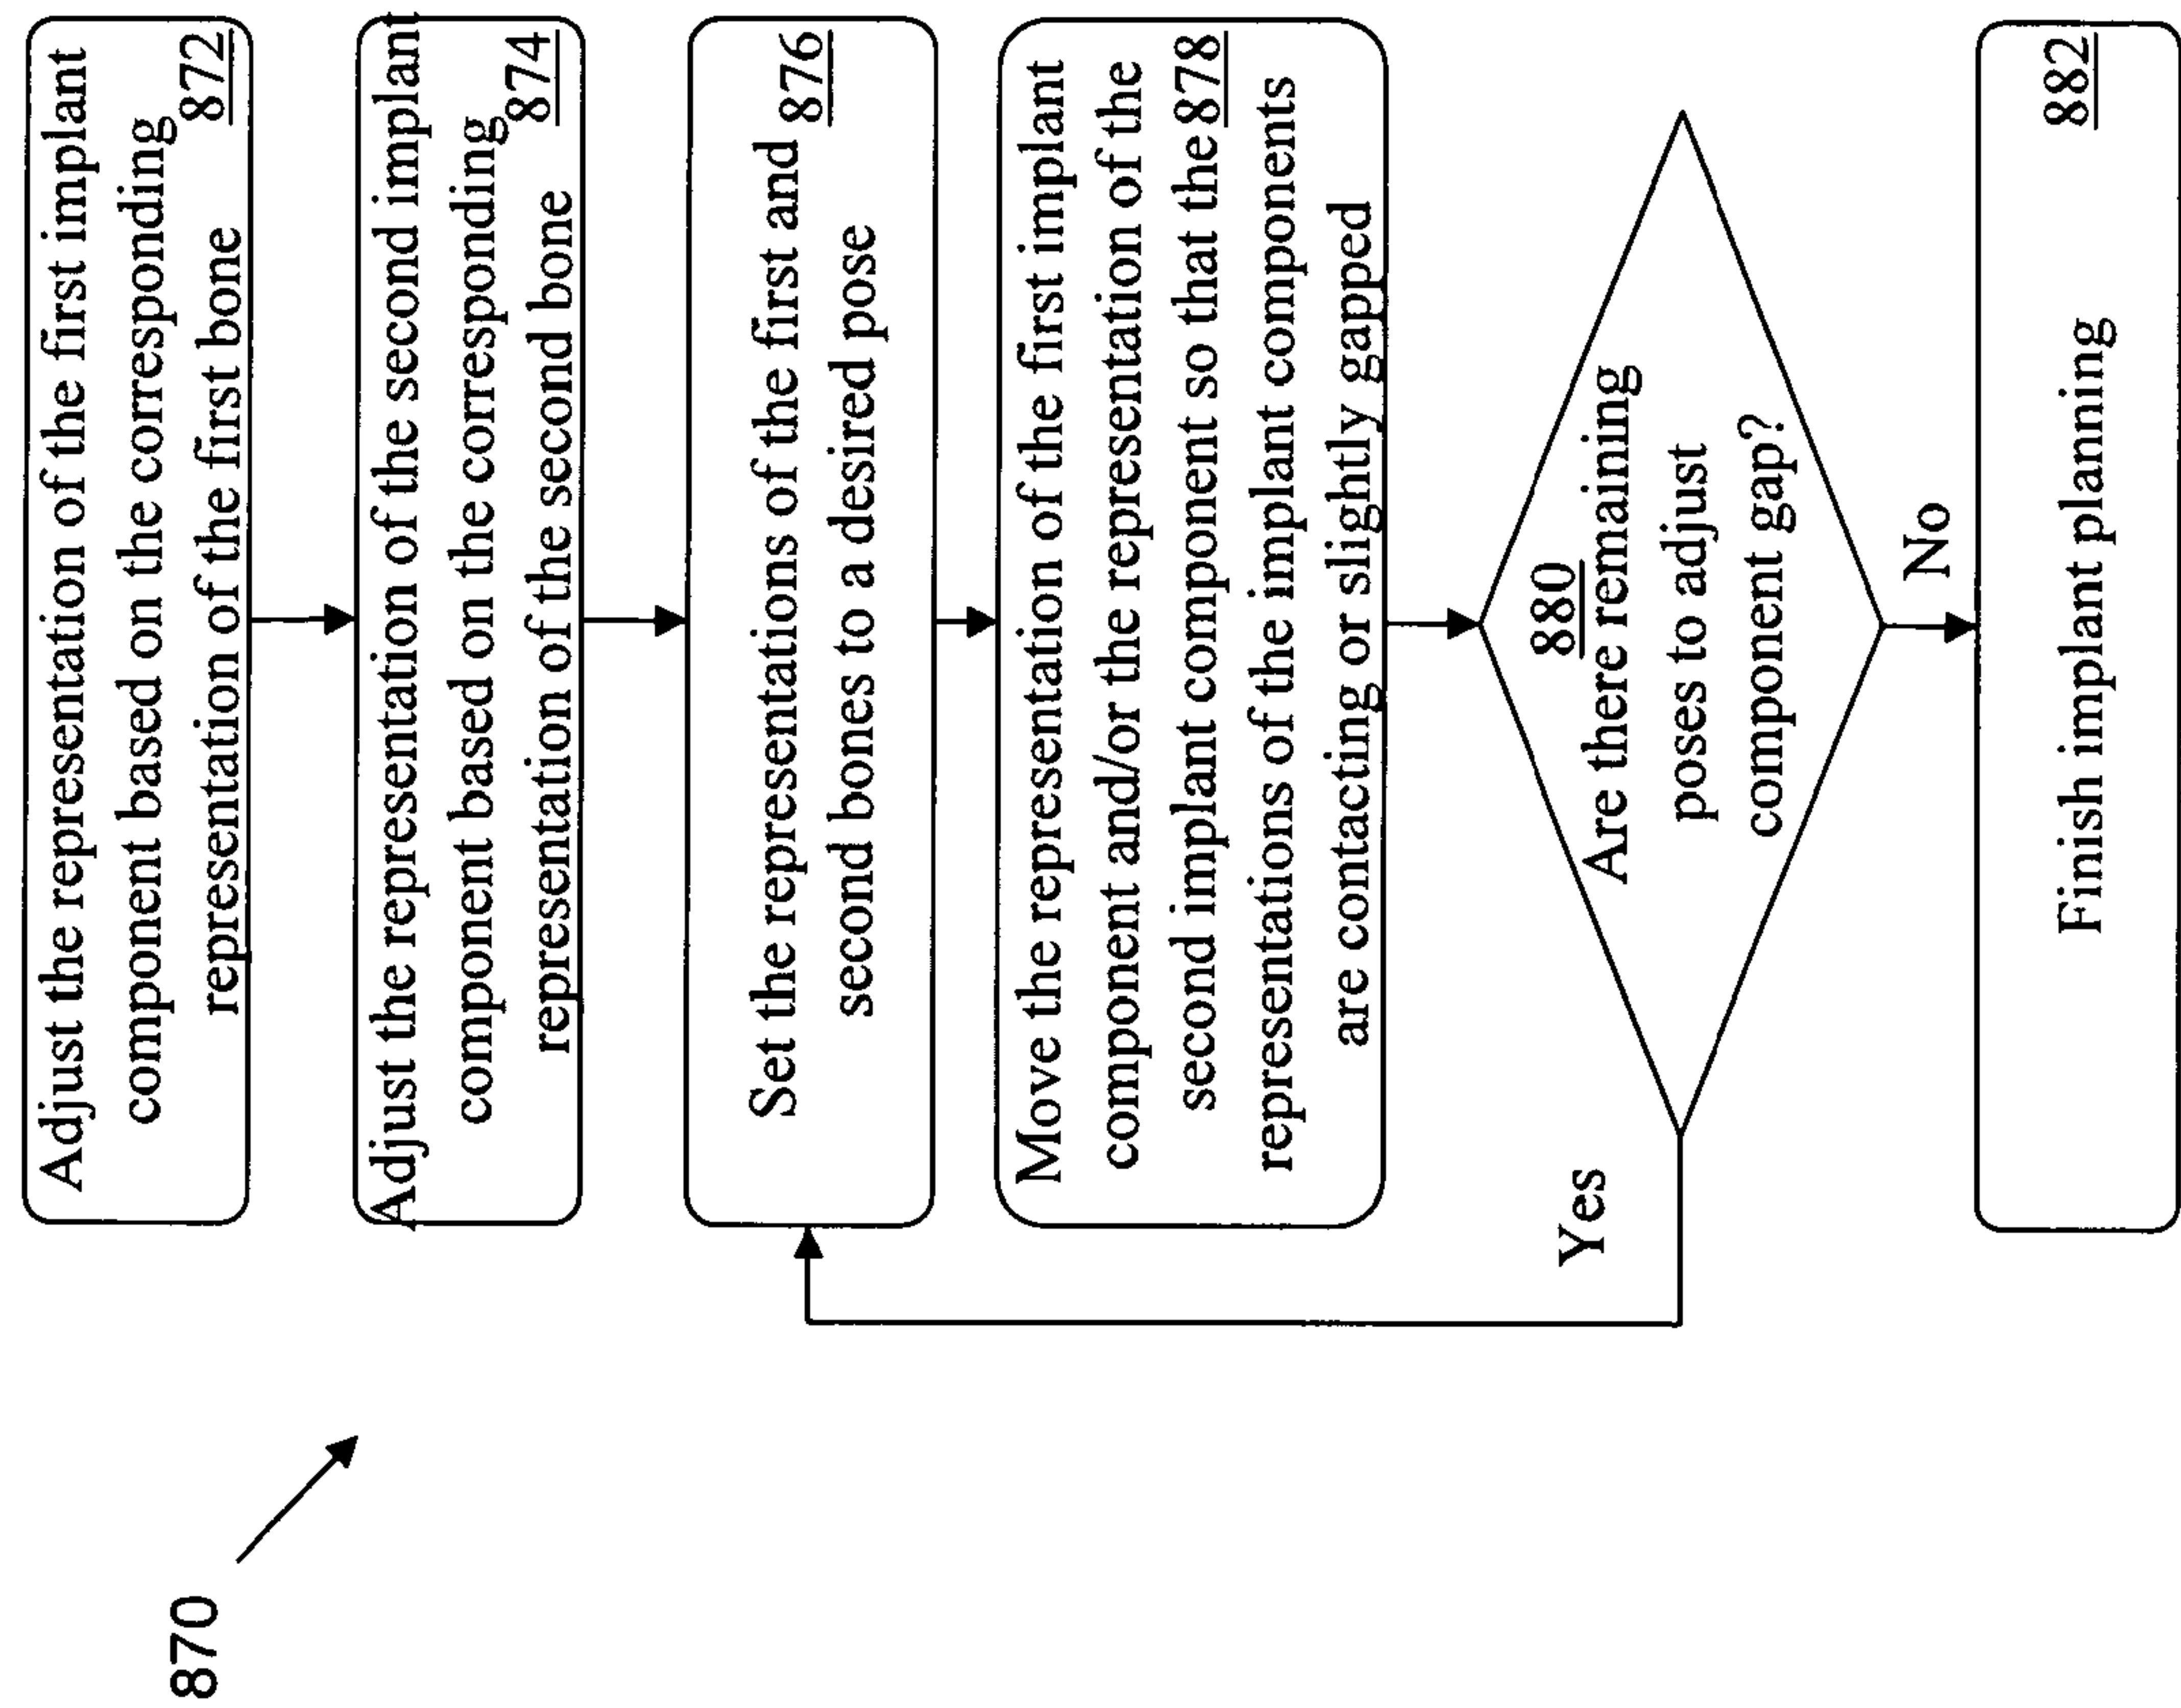 870
Adjust the representation of the first implant
component based on the corresponding
872
representation of the first bone
Adjust the representation of the second implant
component based on the corresponding
874
representation of the second bone
Set the representations of the first and
876
second bones to a desired pose
Move the representation of the first implant
component and/or the representation of the
second implant component so that the 878
representations of the implant components
are contacting or slightly gapped
880
Are there remaining
poses to adjust
component gap?
Yes
No
882
Finish implant planning